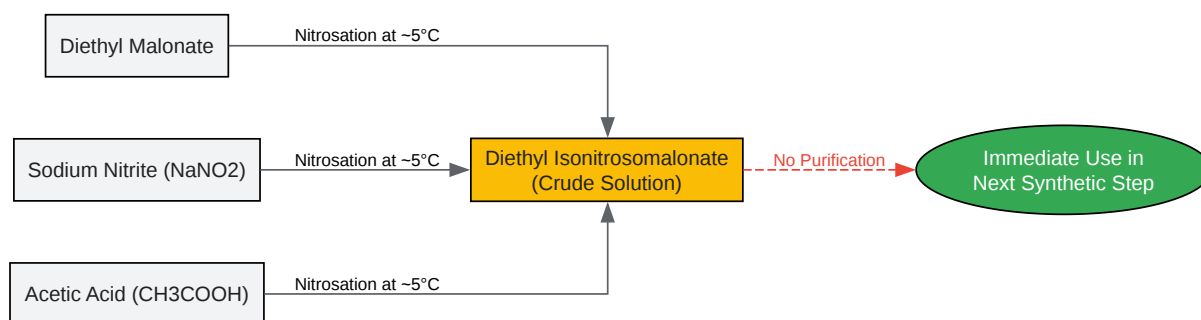 Diethyl Malonate
Nitrosation at ~5°C
Sodium Nitrite (NaNO2)
Nitrosation at ~5°C
Diethyl Isonitrosomalonate
(Crude Solution)
No Purification
Immediate Use in
Next Synthetic Step
Acetic Acid (CH3COOH)
Nitrosation at ~5°C